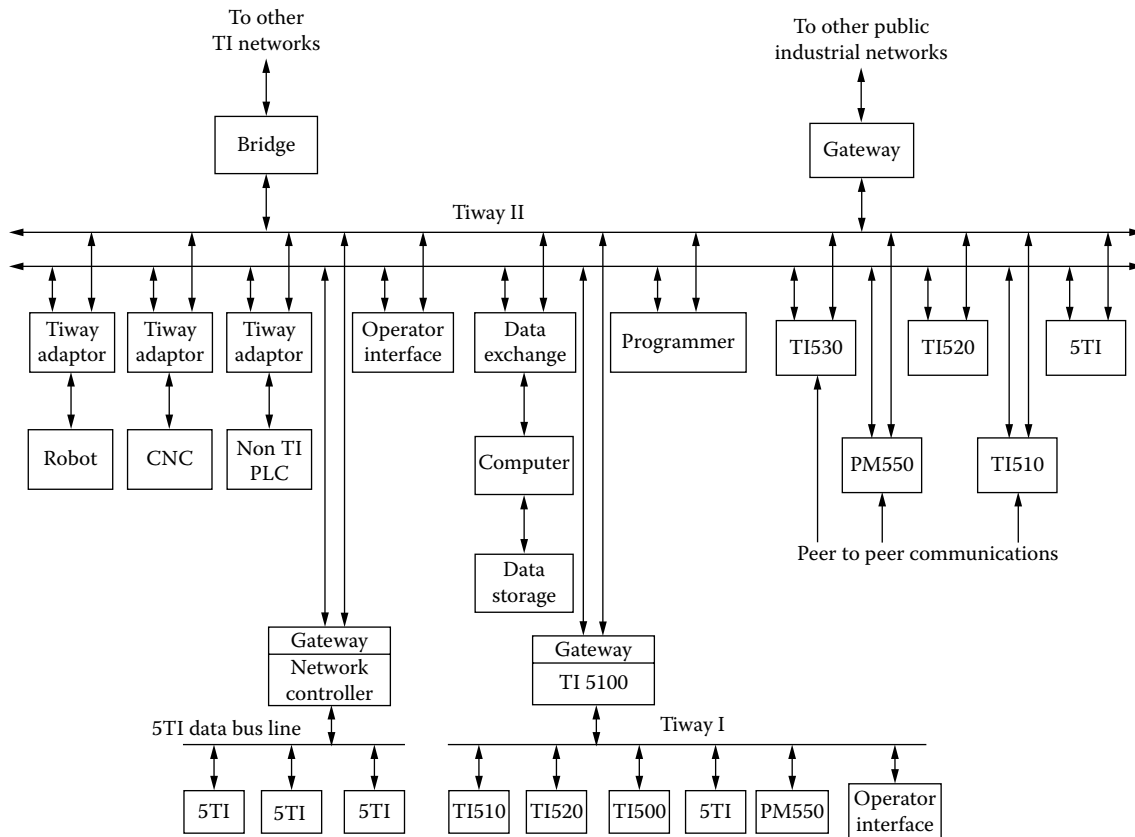 To other
TI networks
To other public
industrial networks
Bridge
Gateway
Tiway II
Tiway
adaptor
Tiway
adaptor
Tiway
adaptor
Operator
interface
Data
exchange
Programmer
TI530
TI520
5TI
Robot
CNC
Non TI
PLC
Computer
PM550
TI510
Peer to peer communications
Data
storage
Gateway
Network
controller
Gateway
TI 5100
5TI data bus line
Tiway I
5TI
5TI
5TI
TI510
TI520
TI500
5TI
PM550
Operator
interface